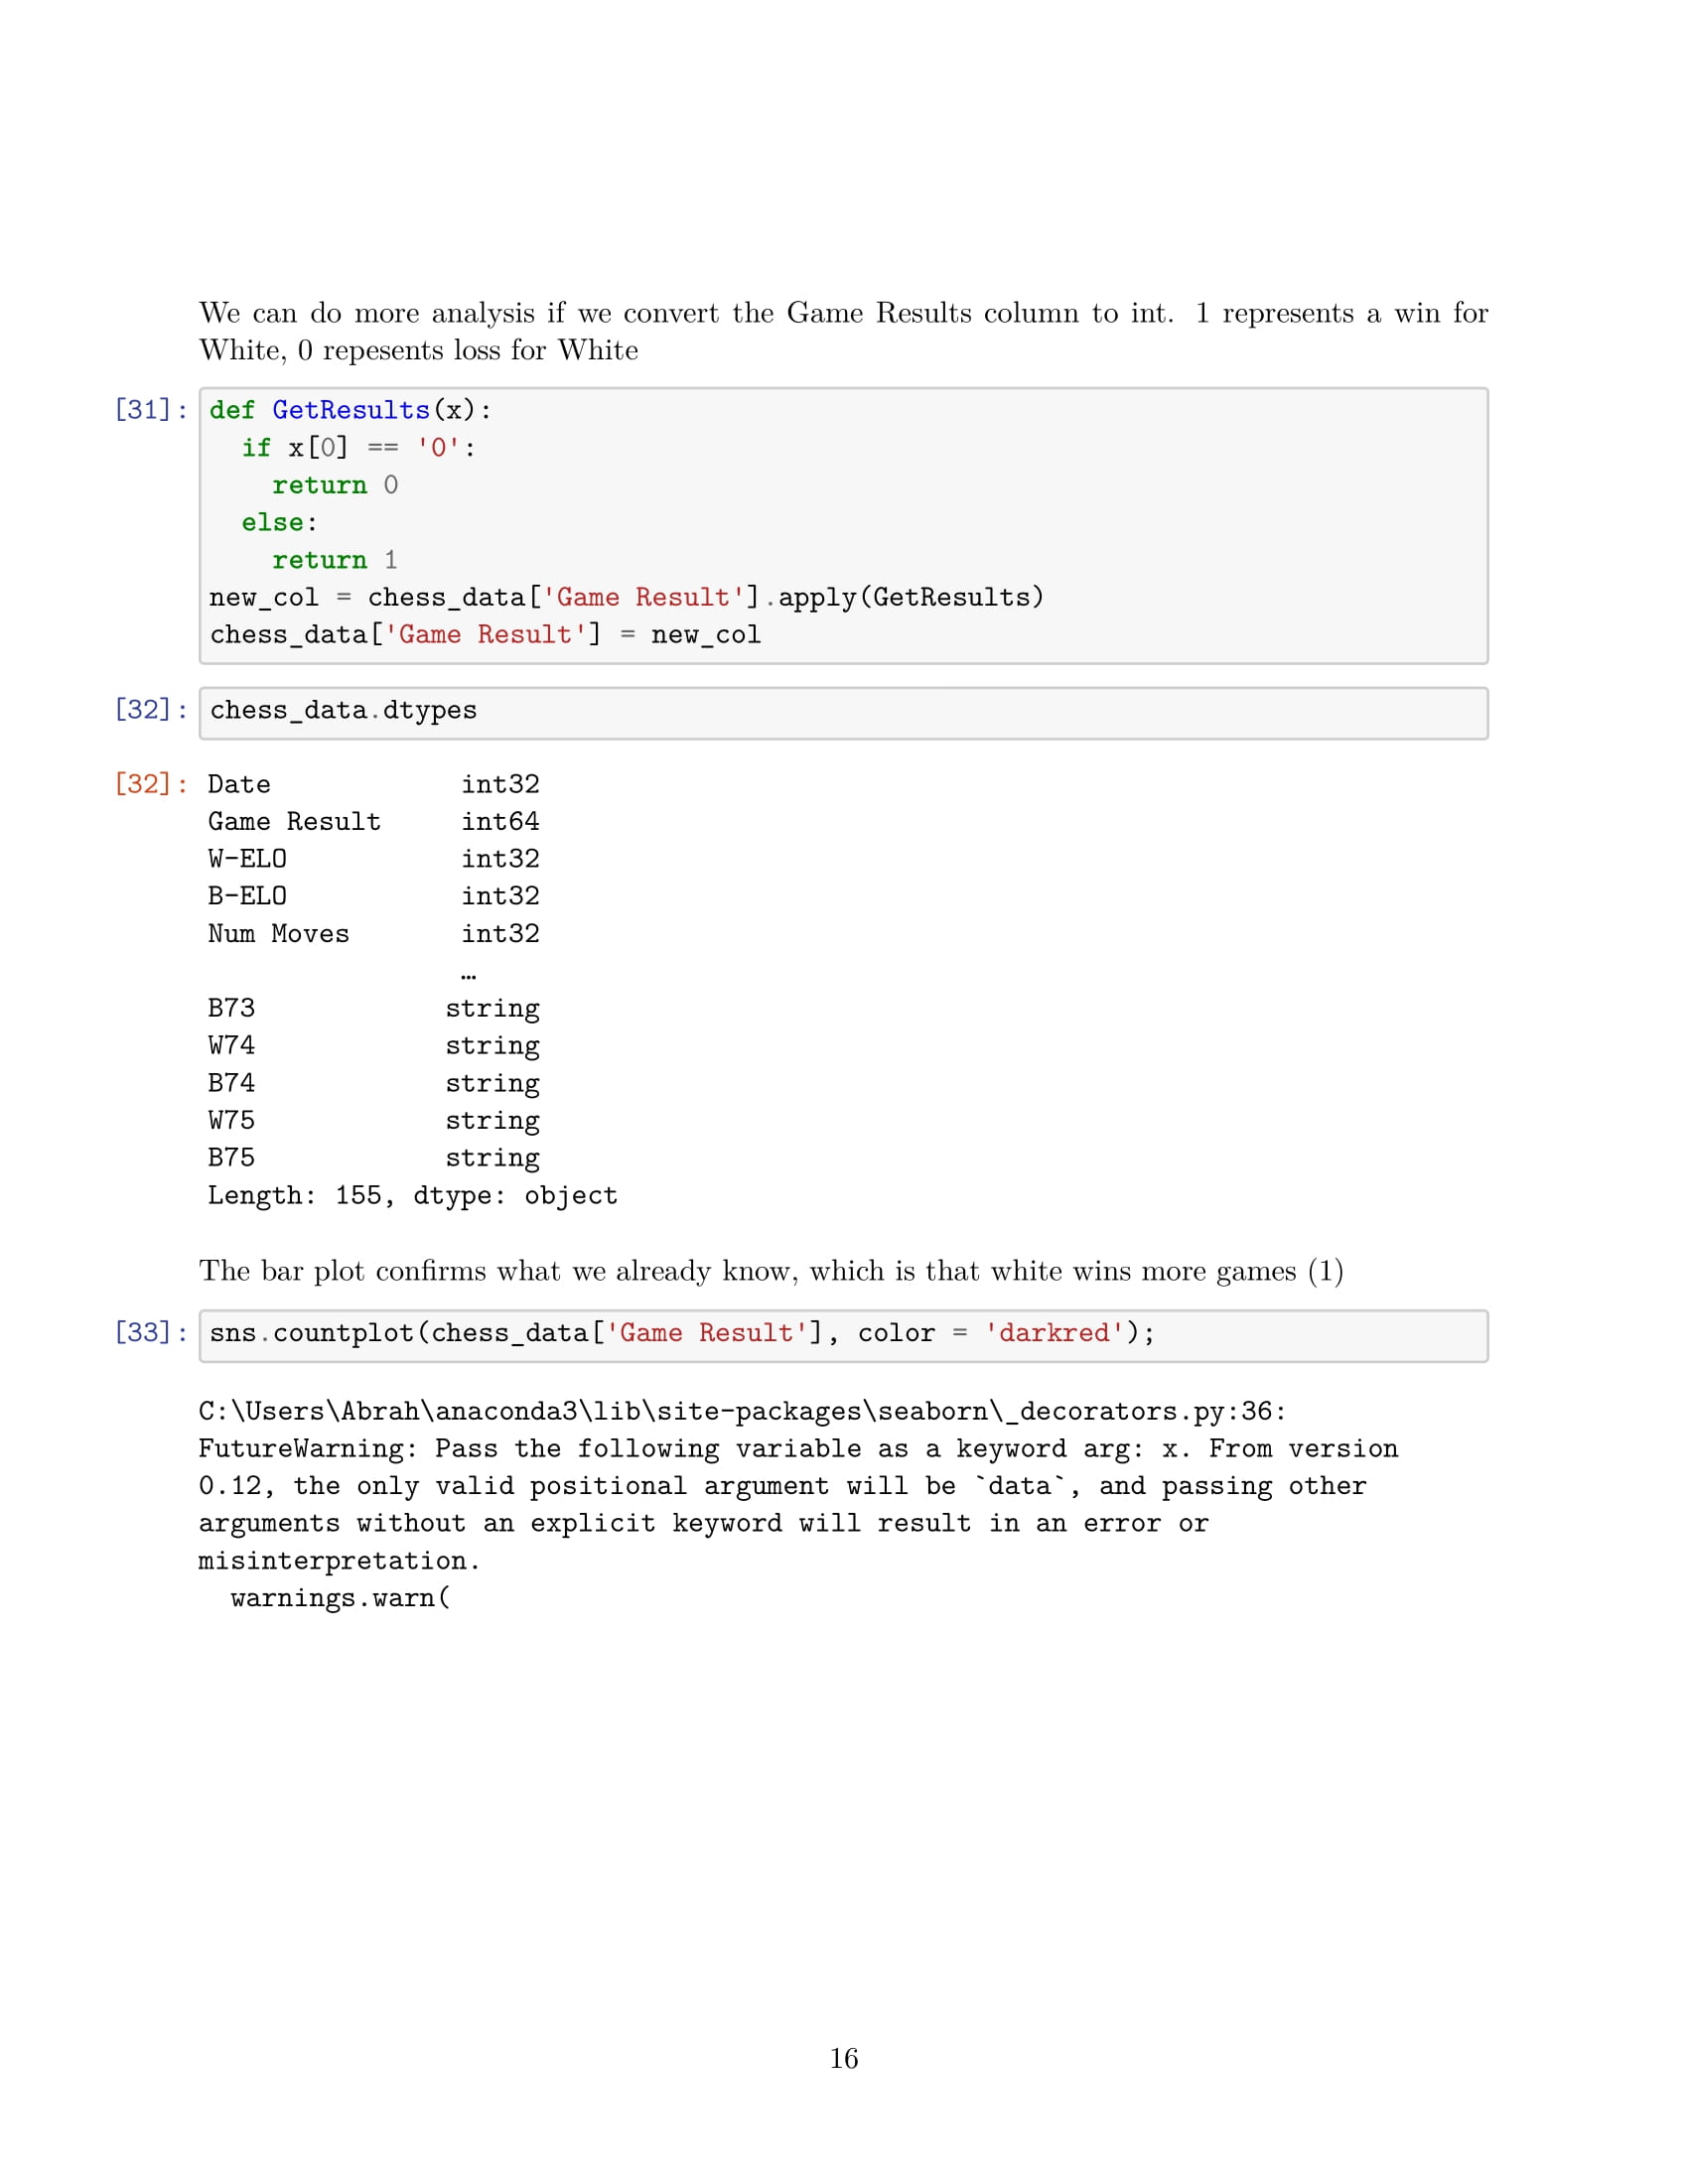 We can do more analysis if we convert the Game Results column to int. 1 represents a win for
White, 0 repesents loss for White
[31]: def GetResults(x):
  if x[0] == '0':
    return 0
  else:
    return 1
new_col = chess_data['Game Result'].apply(GetResults)
chess_data['Game Result'] = new_col
[32]: chess_data.dtypes
[32]: Date            int32
Game Result     int64
W-ELO           int32
B-ELO           int32
Num Moves       int32
                …
B73            string
W74            string
B74            string
W75            string
B75            string
Length: 155, dtype: object
The bar plot confirms what we already know, which is that white wins more games (1)
[33]: sns.countplot(chess_data['Game Result'], color = 'darkred');
C:\Users\Abrah\anaconda3\lib\site-packages\seaborn\_decorators.py:36:
FutureWarning: Pass the following variable as a keyword arg: x. From version
0.12, the only valid positional argument will be `data`, and passing other
arguments without an explicit keyword will result in an error or
misinterpretation.
  warnings.warn(
16